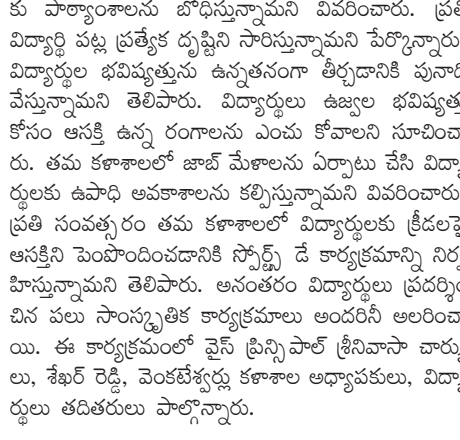 కు పాఠ్యాంశాలను బోధిస్తున్నామని వివరించారు. ప్రతి
విద్యార్థి పట్ల ప్రత్యేక దృష్టిని సారిస్తున్నామని పేర్కొన్నారు
విద్యార్థుల భవిష్యత్తును ఉన్నతనంగా తీర్చడానికి పునాది
వేస్తున్నామని తెలిపారు. విద్యార్థులు ఉజ్వల భవిష్యత్తు
కోసం ఆసక్తి ఉన్న రంగాలను ఎంచు కోవాలని సూచించా
రు. తమ కళాశాలలో జాబ్ మేళాలను ఏర్పాటు చేసి విద్యా
ర్థులకు ఉపాధి అవకాశాలను కల్పిస్తున్నామని వివరించారు
ప్రతి సంవత్సరం తమ కళాశాలలో విద్యార్థులకు క్రీడలపై
ఆసక్తిని పెంపొందించడానికి స్పోర్ట్స్ డే కార్యక్రమాన్ని నిర్వ
హిస్తున్నామని తెలిపారు. అనంతరం విద్యార్థులు ప్రదర్శిం
చిన పలు సాంస్కృతిక కార్యక్రమాలు అందరినీ అలరించా
యి. ఈ కార్యక్రమంలో వైస్ ప్రిన్సిపాల్ శ్రీనివాసా చార్యు
లు, శేఖర్ రెడ్డి, వెంకటేశ్వర్లు కళాశాల అధ్యాపకులు, విద్యా
ర్థులు తదితరులు పాల్గొన్నారు.